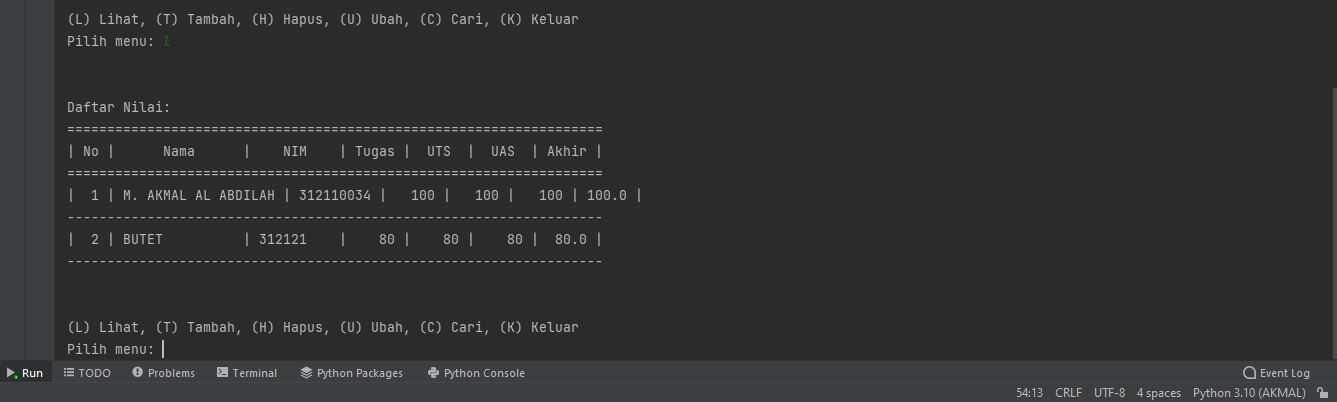 (L) Lihat, (T) Tambah, (H) Hapus, (U) Ubah, (C) Cari, (K) Keluar
Pilih menu: l
Daftar Nilai:
===================================================================
| No |      Nama      |    NIM    | Tugas |  UTS  |  UAS  | Akhir |
===================================================================
|  1 | M. AKMAL AL ABDILAH | 312110034 |   100 |   100 |   100 | 100.0 |
-------------------------------------------------------------------
|  2 | BUTET          | 312121    |    80 |    80 |    80 |  80.0 |
-------------------------------------------------------------------
(L) Lihat, (T) Tambah, (H) Hapus, (U) Ubah, (C) Cari, (K) Keluar
Pilih menu:
Run TODO Problems Terminal Python Packages Python Console Event Log
54:13 CRLF UTF-8 4 spaces Python 3.10 (AKMAL)